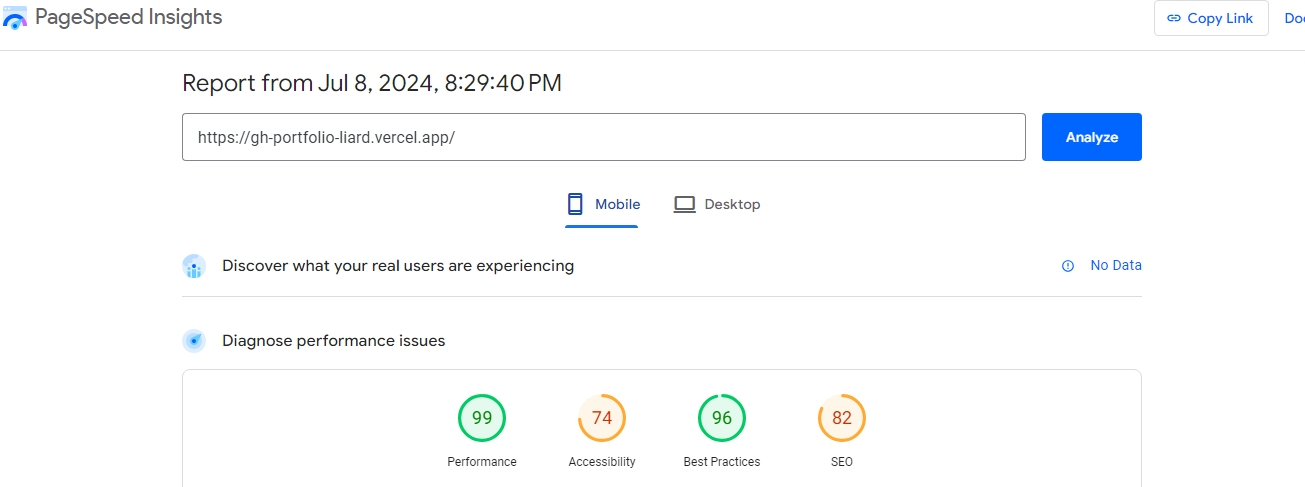 PageSpeed Insights
Copy Link
Report from Jul 8, 2024, 8:29:40 PM
https://gh-portfolio-liard.vercel.app/
Analyze
Mobile
Desktop
Discover what your real users are experiencing
No Data
Diagnose performance issues
99
74
96
82
Performance
Accessibility
Best Practices
SEO